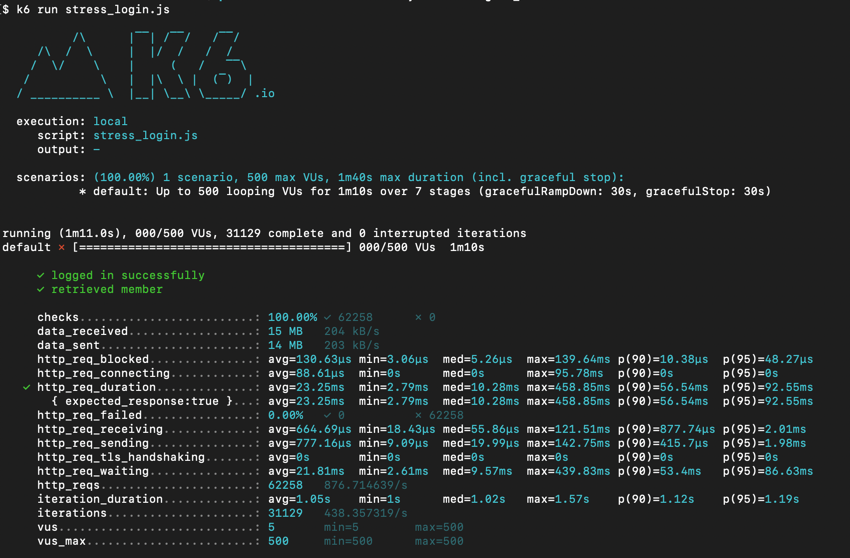 $ k6 run stress_login.js
.io
execution: local
script: stress_login.js
output: -
scenarios: (100.00%) 1 scenario, 500 max VUs, 1m40s max duration (incl. graceful stop):
* default: Up to 500 looping VUs for 1m10s over 7 stages (gracefulRampDown: 30s, gracefulStop: 30s)
running (1m11.0s), 000/500 VUs, 31129 complete and 0 interrupted iterations
default ✗ [======================================] 000/500 VUs  1m10s
✓ logged in successfully
✓ retrieved member
checks.........................: 100.00% ✓ 62258 ✗ 0
data_received..................: 15 MB 204 kB/s
data_sent......................: 14 MB 203 kB/s
http_req_blocked...............: avg=130.63µs min=3.06µs med=5.26µs max=139.64ms p(90)=10.38µs p(95)=48.27µs
http_req_connecting............: avg=88.61µs min=0s med=0s max=95.78ms p(90)=0s p(95)=0s
✓ http_req_duration..............: avg=23.25ms min=2.79ms med=10.28ms max=458.85ms p(90)=56.54ms p(95)=92.55ms
{ expected_response:true }...: avg=23.25ms min=2.79ms med=10.28ms max=458.85ms p(90)=56.54ms p(95)=92.55ms
http_req_failed................: 0.00% ✓ 0 ✗ 62258
http_req_receiving.............: avg=664.69µs min=18.43µs med=55.86µs max=121.51ms p(90)=877.74µs p(95)=2.01ms
http_req_sending...............: avg=777.16µs min=9.09µs med=19.99µs max=142.75ms p(90)=415.7µs p(95)=1.98ms
http_req_tls_handshaking.......: avg=0s min=0s med=0s max=0s p(90)=0s p(95)=0s
http_req_waiting...............: avg=21.81ms min=2.61ms med=9.57ms max=439.83ms p(90)=53.4ms p(95)=86.63ms
http_reqs......................: 62258 876.714639/s
iteration_duration.............: avg=1.05s min=1s med=1.02s max=1.57s p(90)=1.12s p(95)=1.19s
iterations.....................: 31129 438.357319/s
vus............................: 5 min=5 max=500
vus_max........................: 500 min=500 max=500